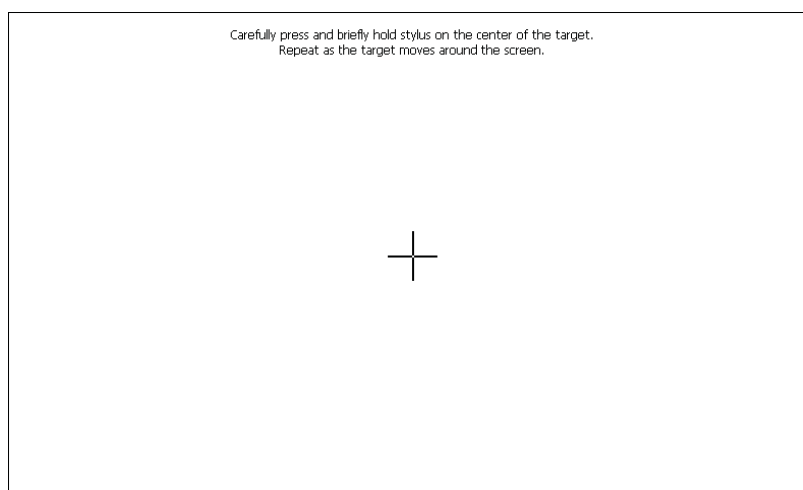 Carefully press and briefly hold stylus on the center of the target.
Repeat as the target moves around the screen.